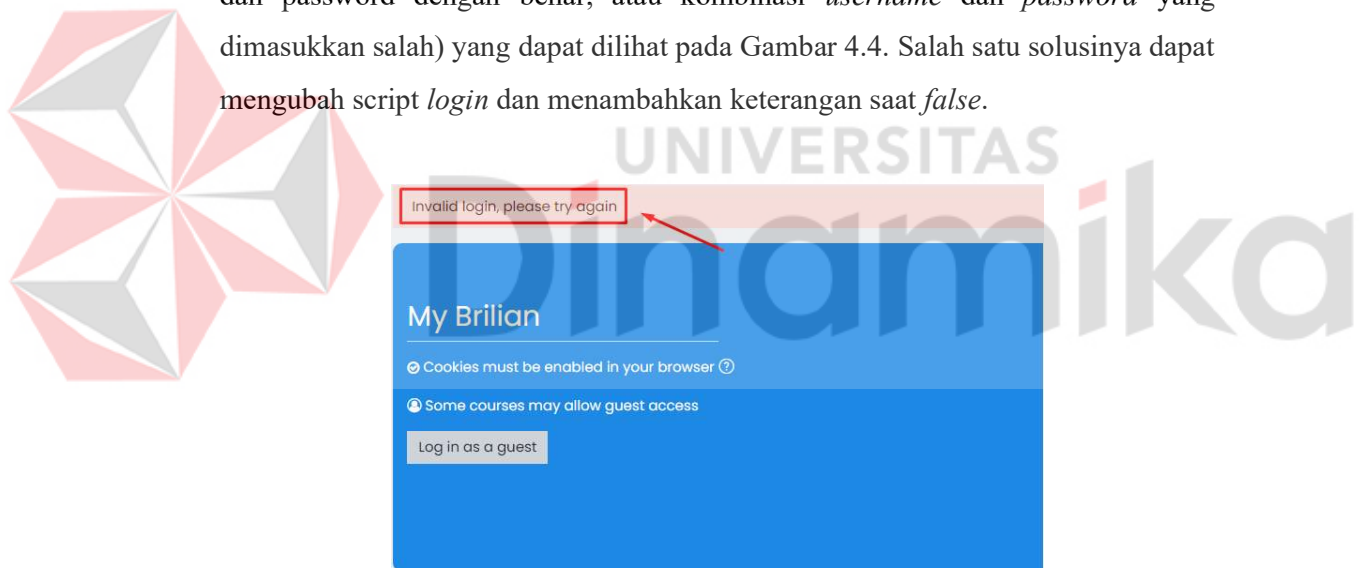 dan password dengan benar, atau kombinasi username dan password yang
dimasukkan salah) yang dapat dilihat pada Gambar 4.4. Salah satu solusinya dapat
mengubah script login dan menambahkan keterangan saat false.
UNIVERSITAS
Dinamika
Invalid login, please try again
My Brilian
Cookies must be enabled in your browser
Some courses may allow guest access
Log in as a guest